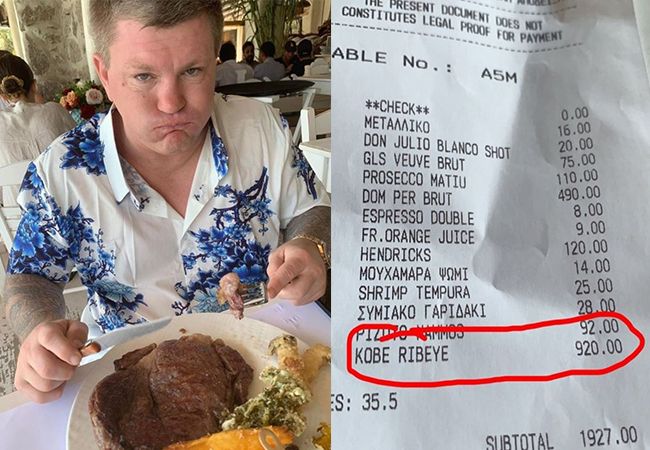 THE PRESENT DOCUMENT DOES NOT
CONSTITUTES LEGAL PROOF FOR PAYMENT
ABLE No.: A5M
**CHECK** 0.00
ΜΕΤΑΛΛΙΚΟ 16.00
DON JULIO BLANCO SHOT 20.00
GLS VEUVE BRUT 75.00
PROSECCO MATIU 110.00
DOM PER BRUT 490.00
ESPRESSO DOUBLE 8.00
FR.ORANGE JUICE 9.00
HENDRICKS 120.00
ΜΟΥΧΑΜΑΡΑ ΨΩΜΙ 14.00
SHRIMP TEMPURA 25.00
ΣΥΜΙΑΚΟ ΓΑΡΙΔΑΚΙ 28.00
ΡΙΖΟΤΟ NAMMOS 92.00
KOBE RIBEYE 920.00
ES: 35.5
SUBTOTAL 1927.00